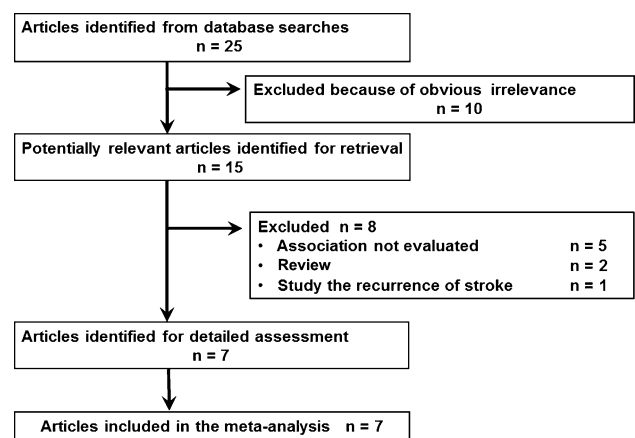 Articles identified from database searches
n = 25
Excluded because of obvious irrelevance
n = 10
Potentially relevant articles identified for retrieval
n = 15
Excluded n = 8
• Association not evaluated n = 5
• Review n = 2
• Study the recurrence of stroke n = 1
Articles identified for detailed assessment
n = 7
Articles included in the meta-analysis n = 7